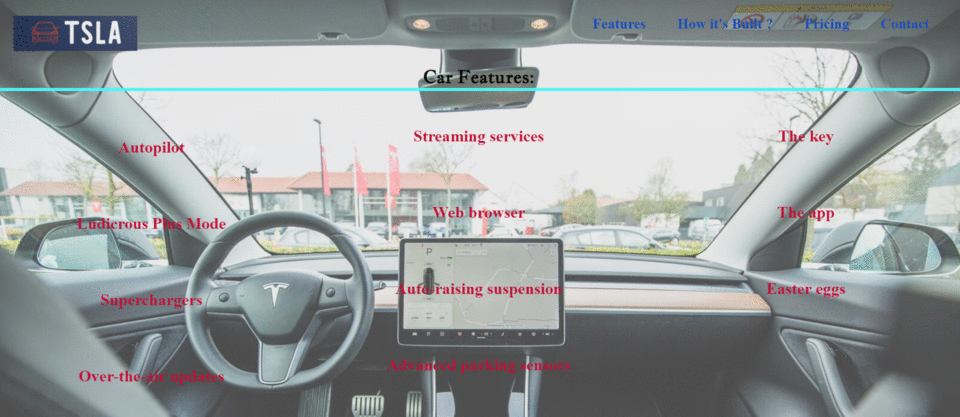 TSLA
Features How it's Built ? Pricing Contact
Car Features:
Autopilot
Ludicrous Plus Mode
Superchargers
Over-the-air updates
Streaming services
Web browser
Auto-raising suspension
Advanced parking sensors
The key
The app
Easter eggs
P